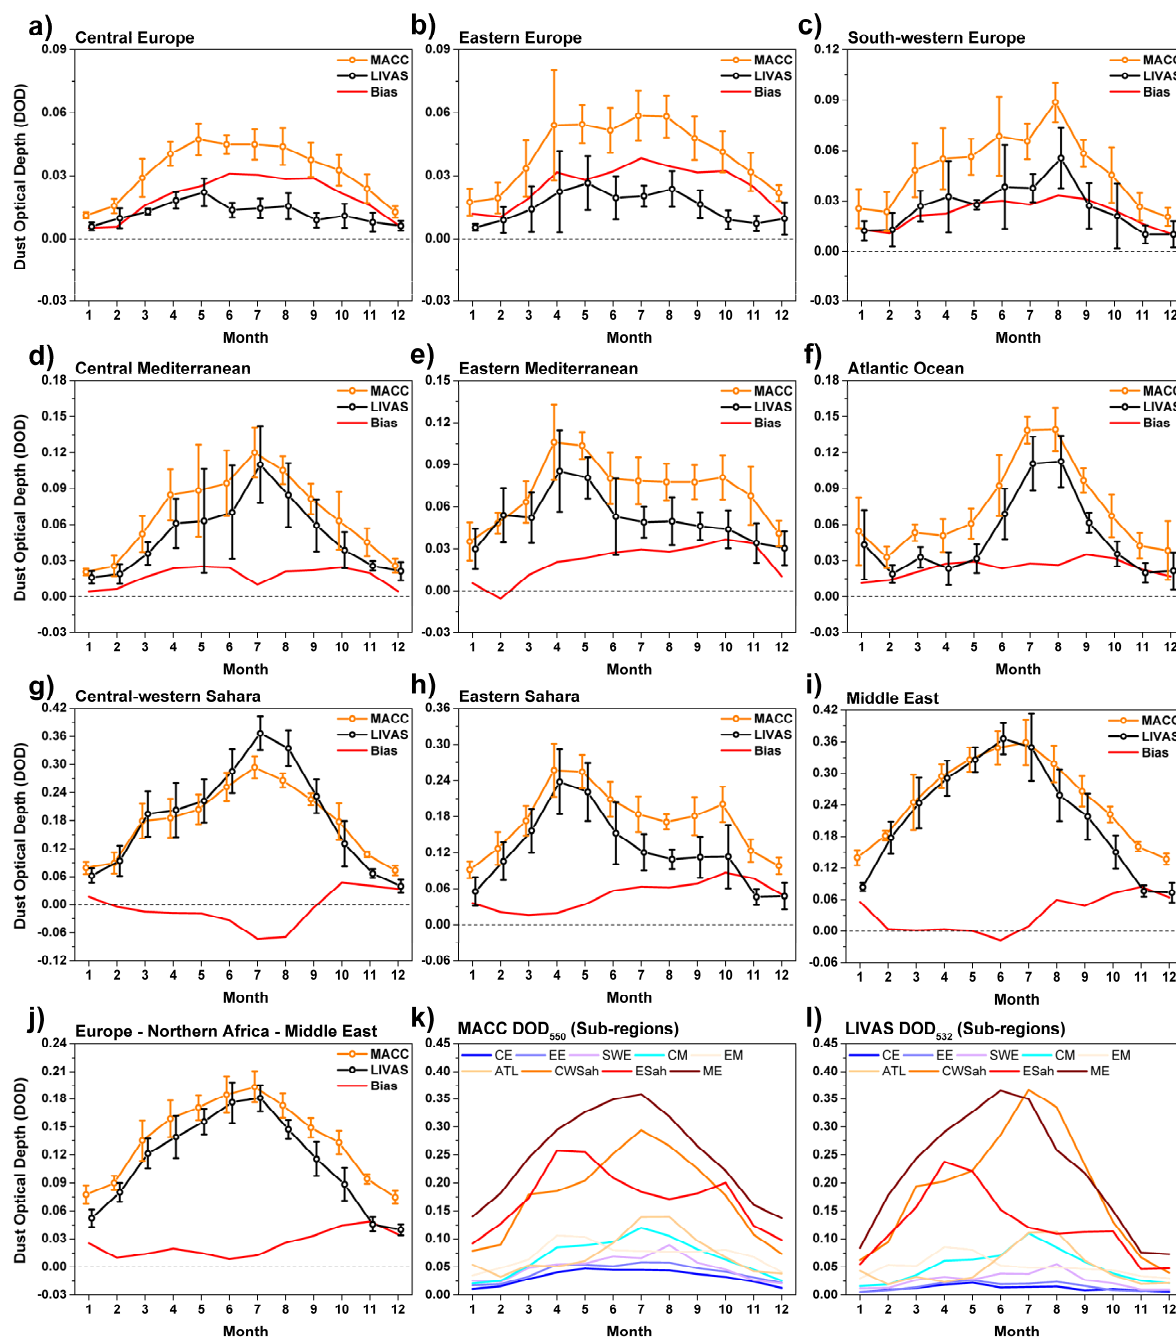 a) Central Europe
b) Eastern Europe
c) South-western Europe
Dust Optical Depth (DOD)
0.09
0.06
0.03
0.00
-0.03
MACC
LIVAS
Bias
1 2 3 4 5 6 7 8 9 10 11 12
Month
0.09
0.06
0.03
0.00
-0.03
MACC
LIVAS
Bias
1 2 3 4 5 6 7 8 9 10 11 12
Month
0.12
0.09
0.06
0.03
0.00
-0.03
MACC
LIVAS
Bias
1 2 3 4 5 6 7 8 9 10 11 12
Month
d) Central Mediterranean
e) Eastern Mediterranean
f) Atlantic Ocean
Dust Optical Depth (DOD)
0.18
0.15
0.12
0.09
0.06
0.03
0.00
-0.03
MACC
LIVAS
Bias
1 2 3 4 5 6 7 8 9 10 11 12
Month
0.15
0.12
0.09
0.06
0.03
0.00
-0.03
MACC
LIVAS
Bias
1 2 3 4 5 6 7 8 9 10 11 12
Month
0.18
0.15
0.12
0.09
0.06
0.03
0.00
-0.03
MACC
LIVAS
Bias
1 2 3 4 5 6 7 8 9 10 11 12
Month
g) Central-western Sahara
h) Eastern Sahara
i) Middle East
Dust Optical Depth (DOD)
0.42
0.36
0.30
0.24
0.18
0.12
0.06
0.00
-0.06
-0.12
MACC
LIVAS
Bias
1 2 3 4 5 6 7 8 9 10 11 12
Month
0.36
0.30
0.24
0.18
0.12
0.06
0.00
-0.06
MACC
LIVAS
Bias
1 2 3 4 5 6 7 8 9 10 11 12
Month
0.42
0.36
0.30
0.24
0.18
0.12
0.06
0.00
-0.06
MACC
LIVAS
Bias
1 2 3 4 5 6 7 8 9 10 11 12
Month
j) Europe - Northern Africa - Middle East
k) MACC DOD550 (Sub-regions)
l) LIVAS DOD532 (Sub-regions)
Dust Optical Depth (DOD)
0.24
0.21
0.18
0.15
0.12
0.09
0.06
0.03
0.00
-0.03
MACC
LIVAS
Bias
1 2 3 4 5 6 7 8 9 10 11 12
Month
0.45
0.40
0.35
0.30
0.25
0.20
0.15
0.10
0.05
0.00
CE EE SWE CM EM
ATL CWSah ESah ME
1 2 3 4 5 6 7 8 9 10 11 12
Month
0.45
0.40
0.35
0.30
0.25
0.20
0.15
0.10
0.05
0.00
CE EE SWE CM EM
ATL CWSah ESah ME
1 2 3 4 5 6 7 8 9 10 11 12
Month